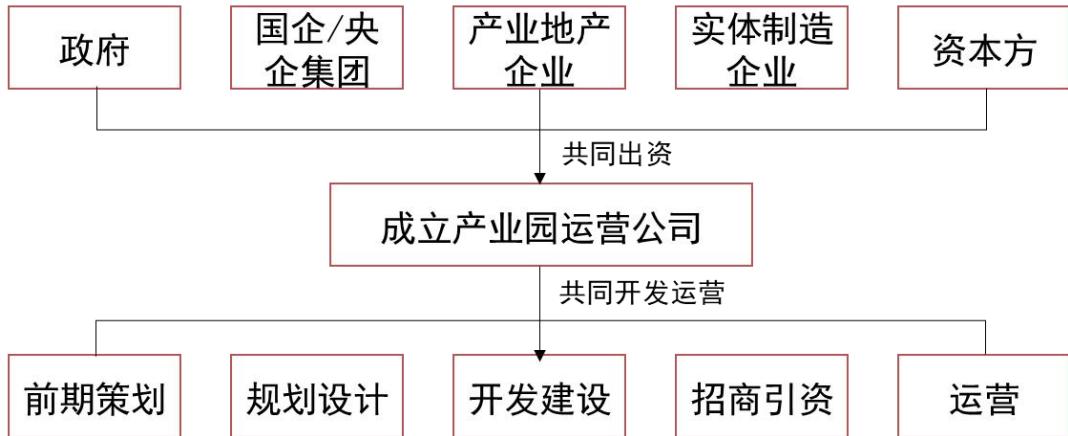 政府
国企/央
企集团
产业地产
企业
实体制造
企业
资本方
共同出资
成立产业园运营公司
共同开发运营
前期策划
规划设计
开发建设
招商引资
运营